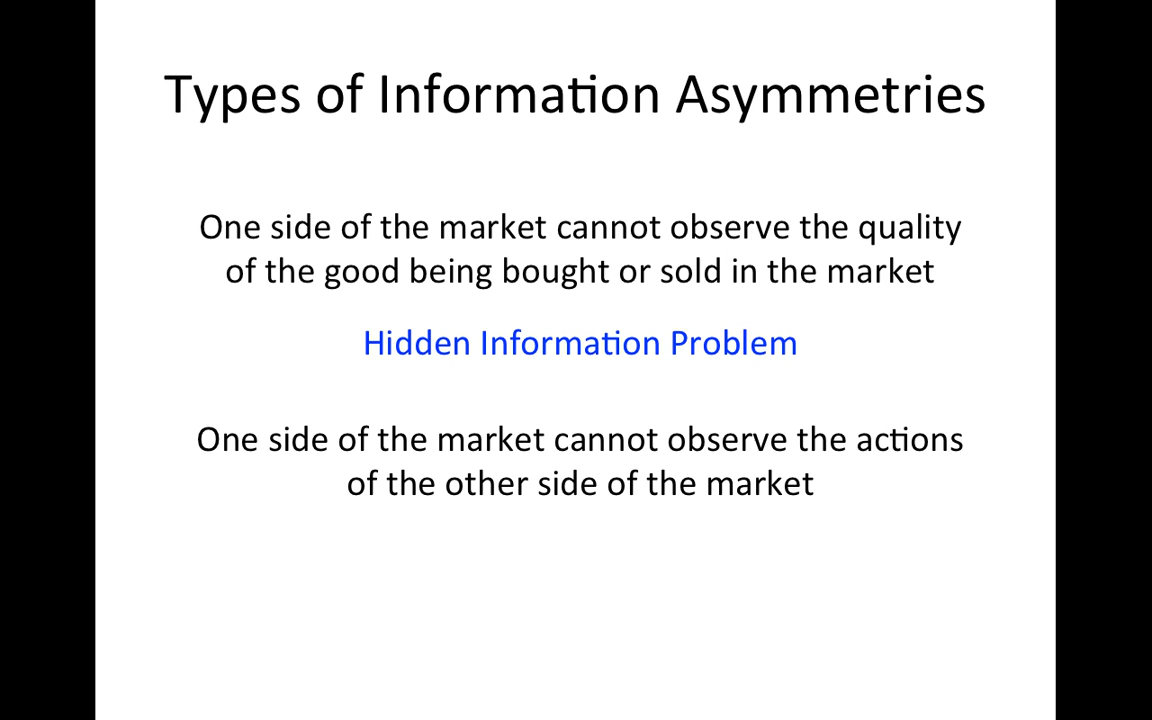 Types of Information Asymmetries
One side of the market cannot observe the quality
of the good being bought or sold in the market
Hidden Information Problem
One side of the market cannot observe the actions
of the other side of the market